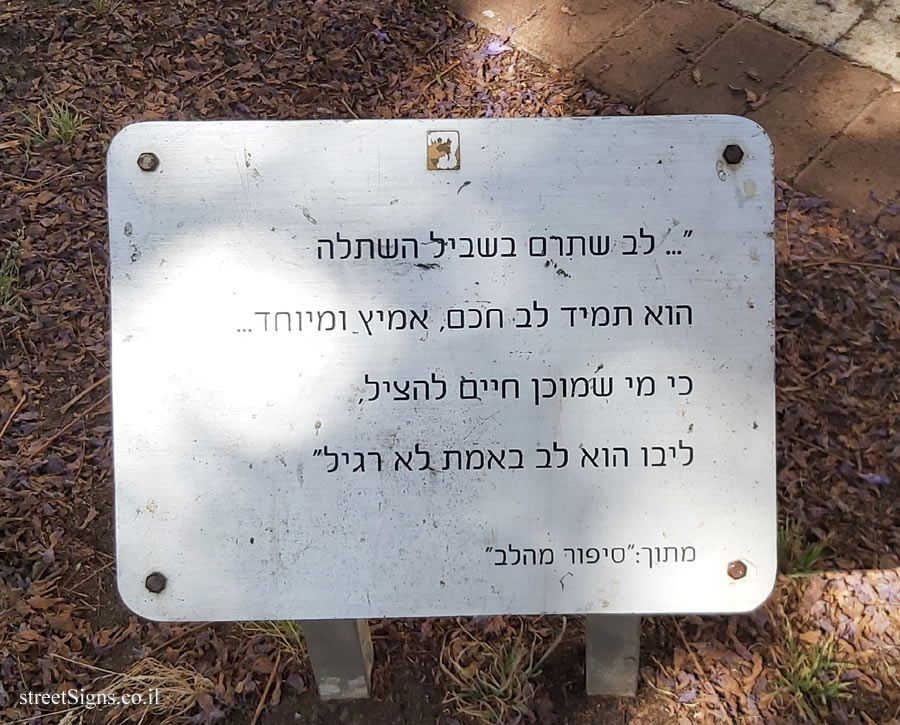 "... לב שתרם בשביל השתלה
הוא תמיד לב חכם, אמיץ ומיוחד...
כי מי שמוכן חיים להציל,
ליבו הוא לב באמת לא רגיל"
מתוך:"סיפור מהלב"
streetSigns.co.il